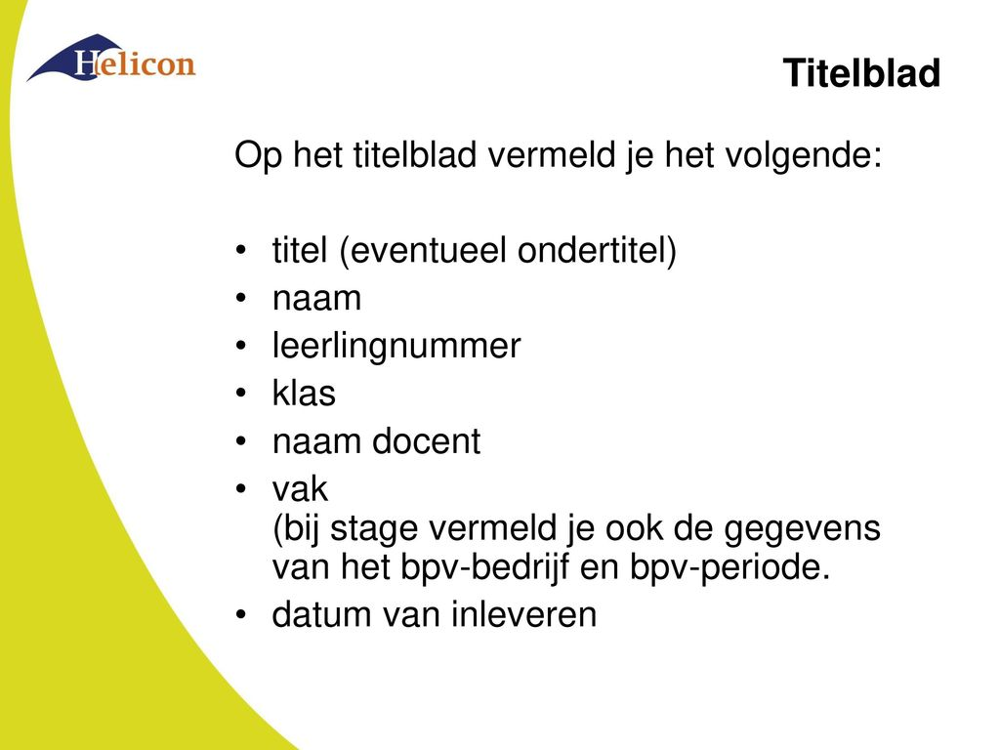 Helicon
Titelblad
Op het titelblad vermeld je het volgende:
• titel (eventueel ondertitel)
• naam
• leerlingnummer
• klas
• naam docent
• vak
(bij stage vermeld je ook de gegevens
van het bpv-bedrijf en bpv-periode.
• datum van inleveren